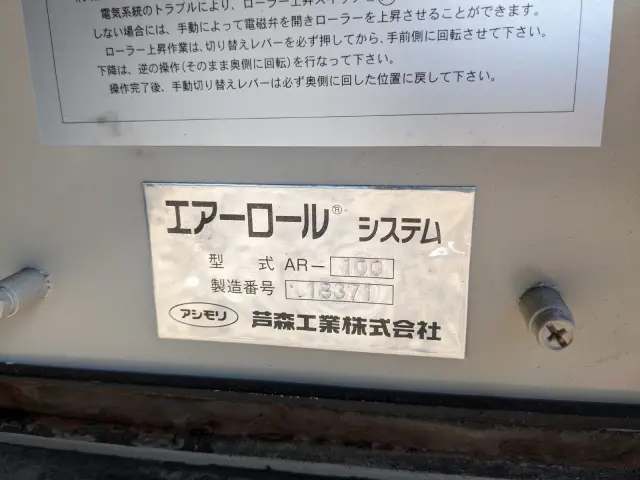 電気系統のトラブルにより、ローラー上昇スイッチ
しない場合には、手動によって電磁弁を開きローラーを上昇させることができます。
ローラー上昇作業は、切り替えレバーを必ず押してから、手前側に回転させて下さい。
下降は、逆の操作(そのまま奥側に回転)を行なって下さい。
操作完了後、手動切り替えレバーは必ず奥側に回した位置に戻して下さい。
エアーロール® システム
型式 AR-100
製造番号 18371
アシモリ 芦森工業株式会社